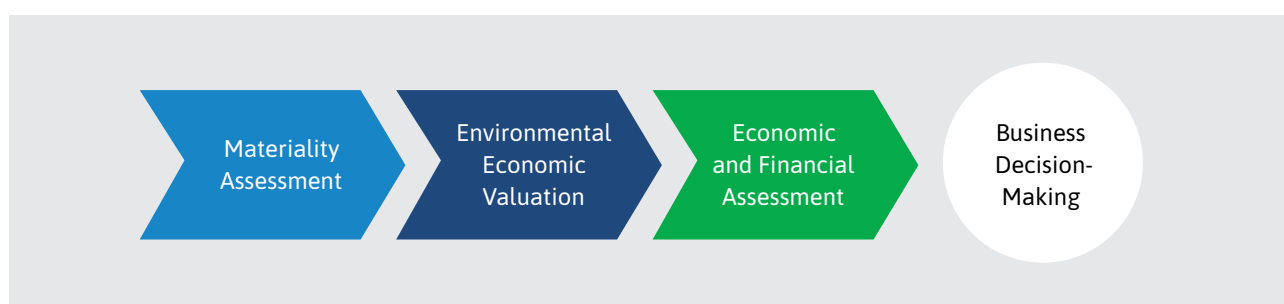 Materiality
Assessment
Environmental
Economic
Valuation
Economic
and Financial
Assessment
Business
Decision-
Making